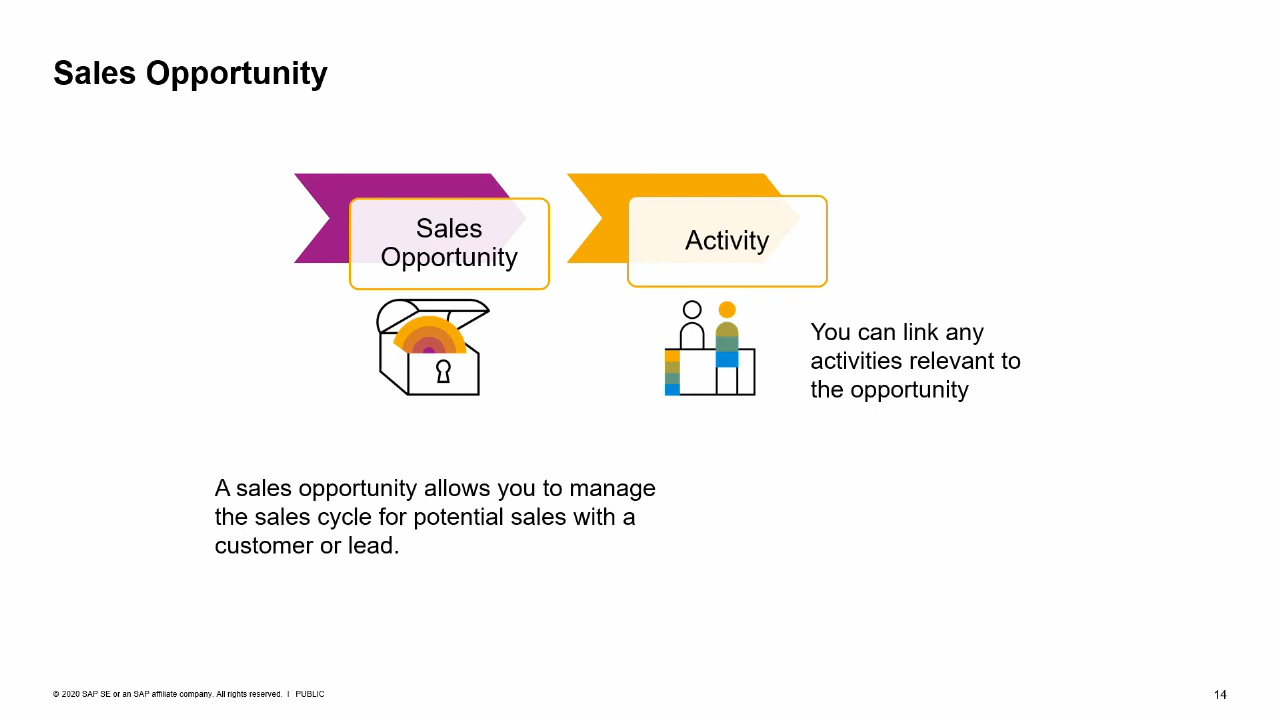 Sales Opportunity
Sales
Opportunity
Activity
You can link any
activities relevant to
the opportunity
A sales opportunity allows you to manage
the sales cycle for potential sales with a
customer or lead.
© 2020 SAP SE or an SAP affiliate company. All rights reserved. I PUBLIC
14